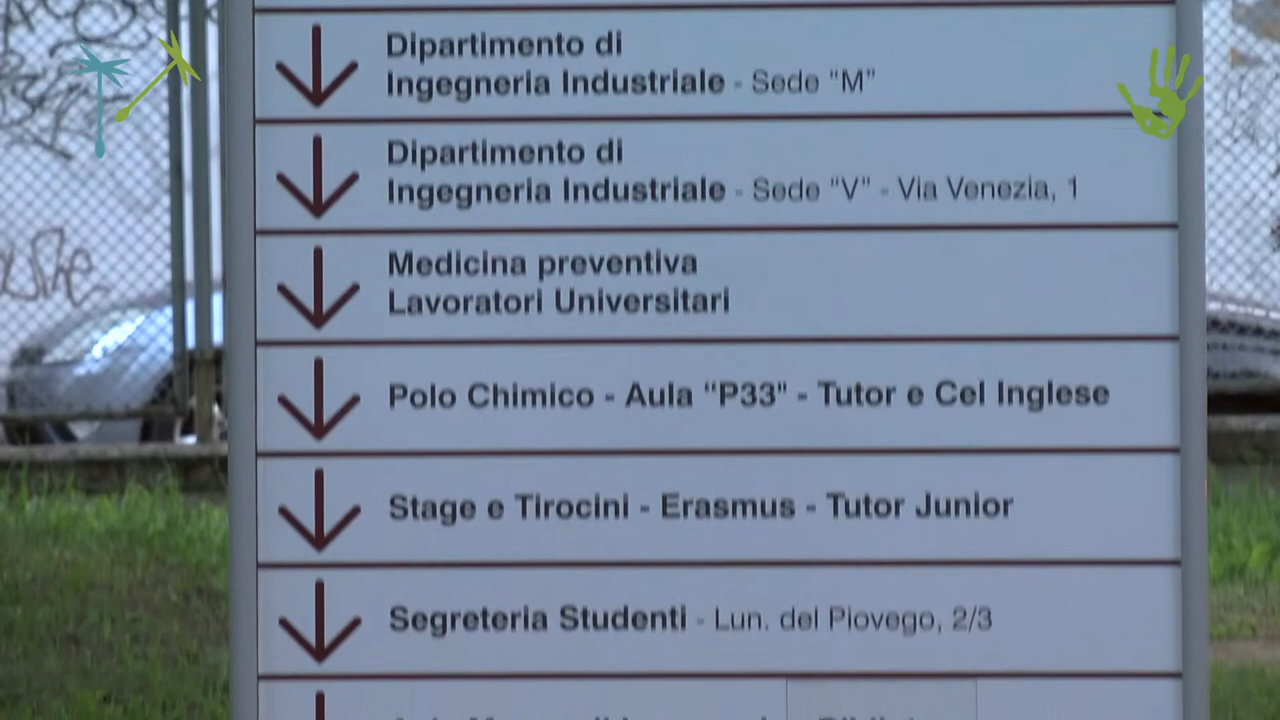 Dipartimento di
Ingegneria Industriale - Sede "M"
Dipartimento di
Ingegneria Industriale - Sede "V" - Via Venezia, 1
Medicina preventiva
Lavoratori Universitari
Polo Chimico - Aula "P33" - Tutor e Cel Inglese
Stage e Tirocini - Erasmus - Tutor Junior
Segreteria Studenti - Lun. del Piovego, 2/3